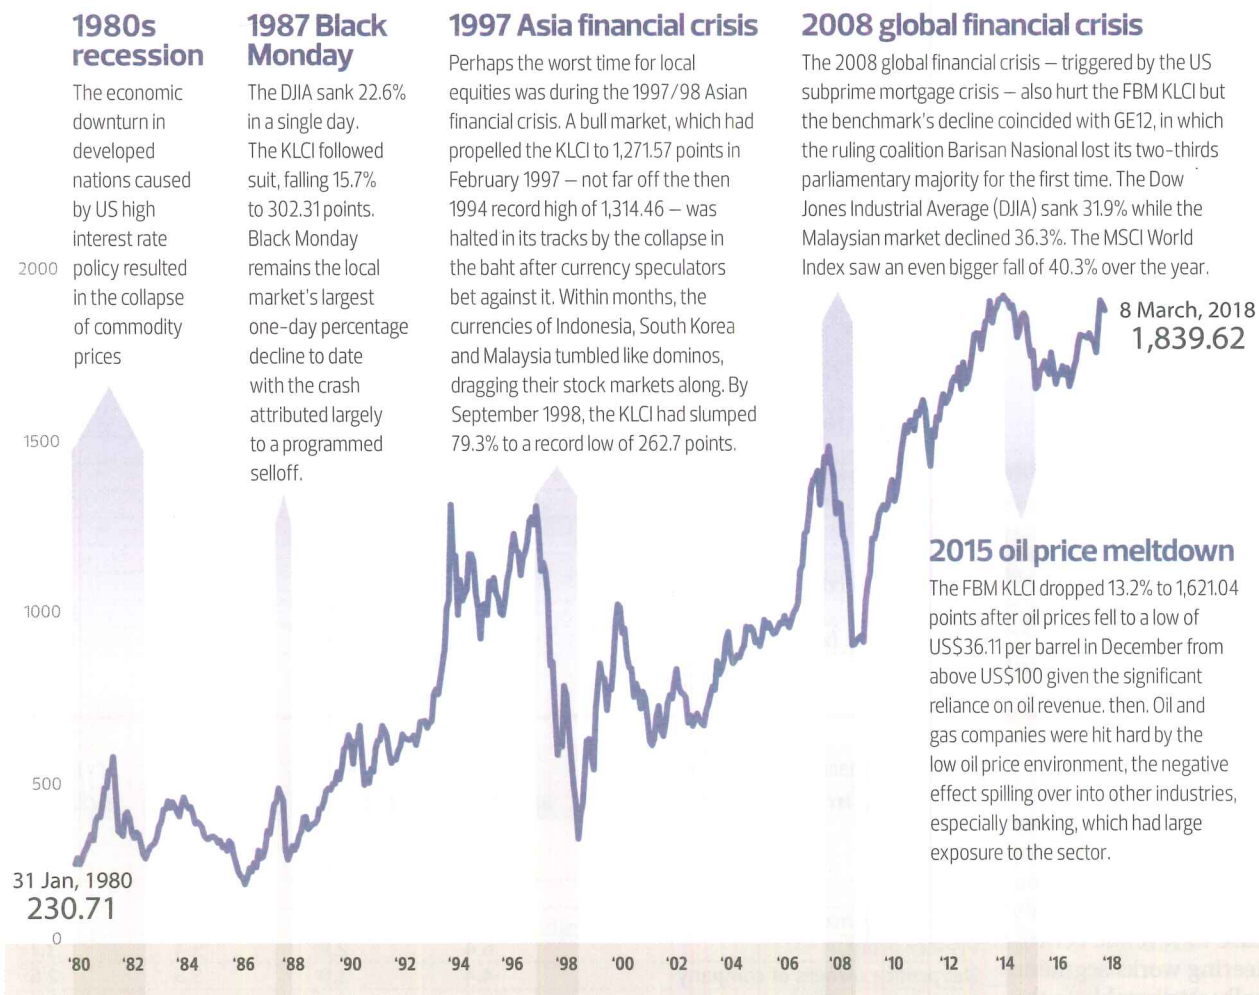 1980s
recession
The economic
downturn in
developed
nations caused
by US high
interest rate
policy resulted
in the collapse
of commodity
prices
1987 Black
Monday
The DJIA sank 22.6%
in a single day.
The KLCI followed
suit, falling 15.7%
to 302.31 points.
Black Monday
remains the local
market's largest
one-day percentage
decline to date
with the crash
attributed largely
to a programmed
selloff.
1997 Asia financial crisis
Perhaps the worst time for local
equities was during the 1997/98 Asian
financial crisis. A bull market, which had
propelled the KLCI to 1,271.57 points in
February 1997 – not far off the then
1994 record high of 1,314.46 – was
halted in its tracks by the collapse in
the baht after currency speculators
bet against it. Within months, the
currencies of Indonesia, South Korea
and Malaysia tumbled like dominos,
dragging their stock markets along. By
September 1998, the KLCI had slumped
79.3% to a record low of 262.7 points.
2008 global financial crisis
The 2008 global financial crisis – triggered by the US
subprime mortgage crisis – also hurt the FBM KLCI but
the benchmark's decline coincided with GE12, in which
the ruling coalition Barisan Nasional lost its two-thirds
parliamentary majority for the first time. The Dow
Jones Industrial Average (DJIA) sank 31.9% while the
Malaysian market declined 36.3%. The MSCI World
Index saw an even bigger fall of 40.3% over the year.
8 March, 2018
1,839.62
2015 oil price meltdown
The FBM KLCI dropped 13.2% to 1,621.04
points after oil prices fell to a low of
US$36.11 per barrel in December from
above US$100 given the significant
reliance on oil revenue. then. Oil and
gas companies were hit hard by the
low oil price environment, the negative
effect spilling over into other industries,
especially banking, which had large
exposure to the sector.
2000
1500
1000
500
0
31 Jan, 1980
230.71
'80 '82 '84 '86 '88 '90 '92 '94 '96 '98 '00 '02 '04 '06 '08 '10 '12 '14 '16 '18